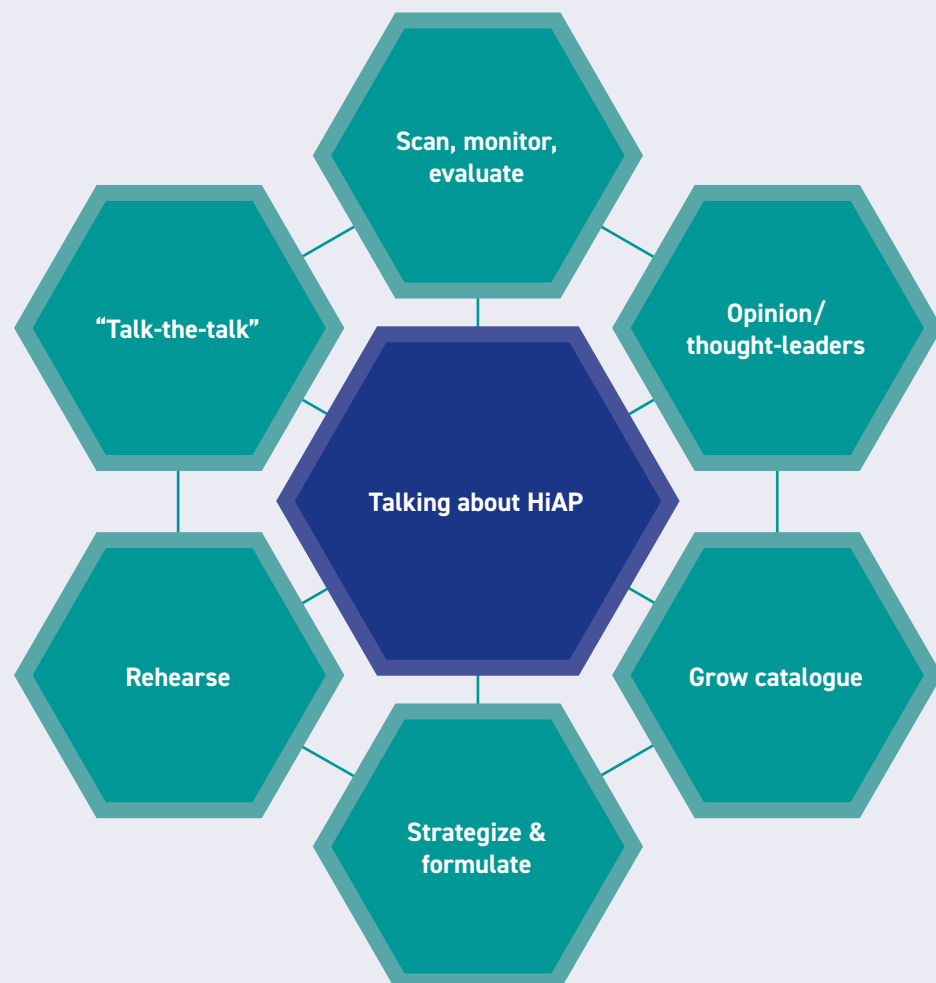 Scan, monitor,
evaluate
“Talk-the-talk”
Opinion/
thought-leaders
Talking about HiAP
Rehearse
Grow catalogue
Strategize &
formulate